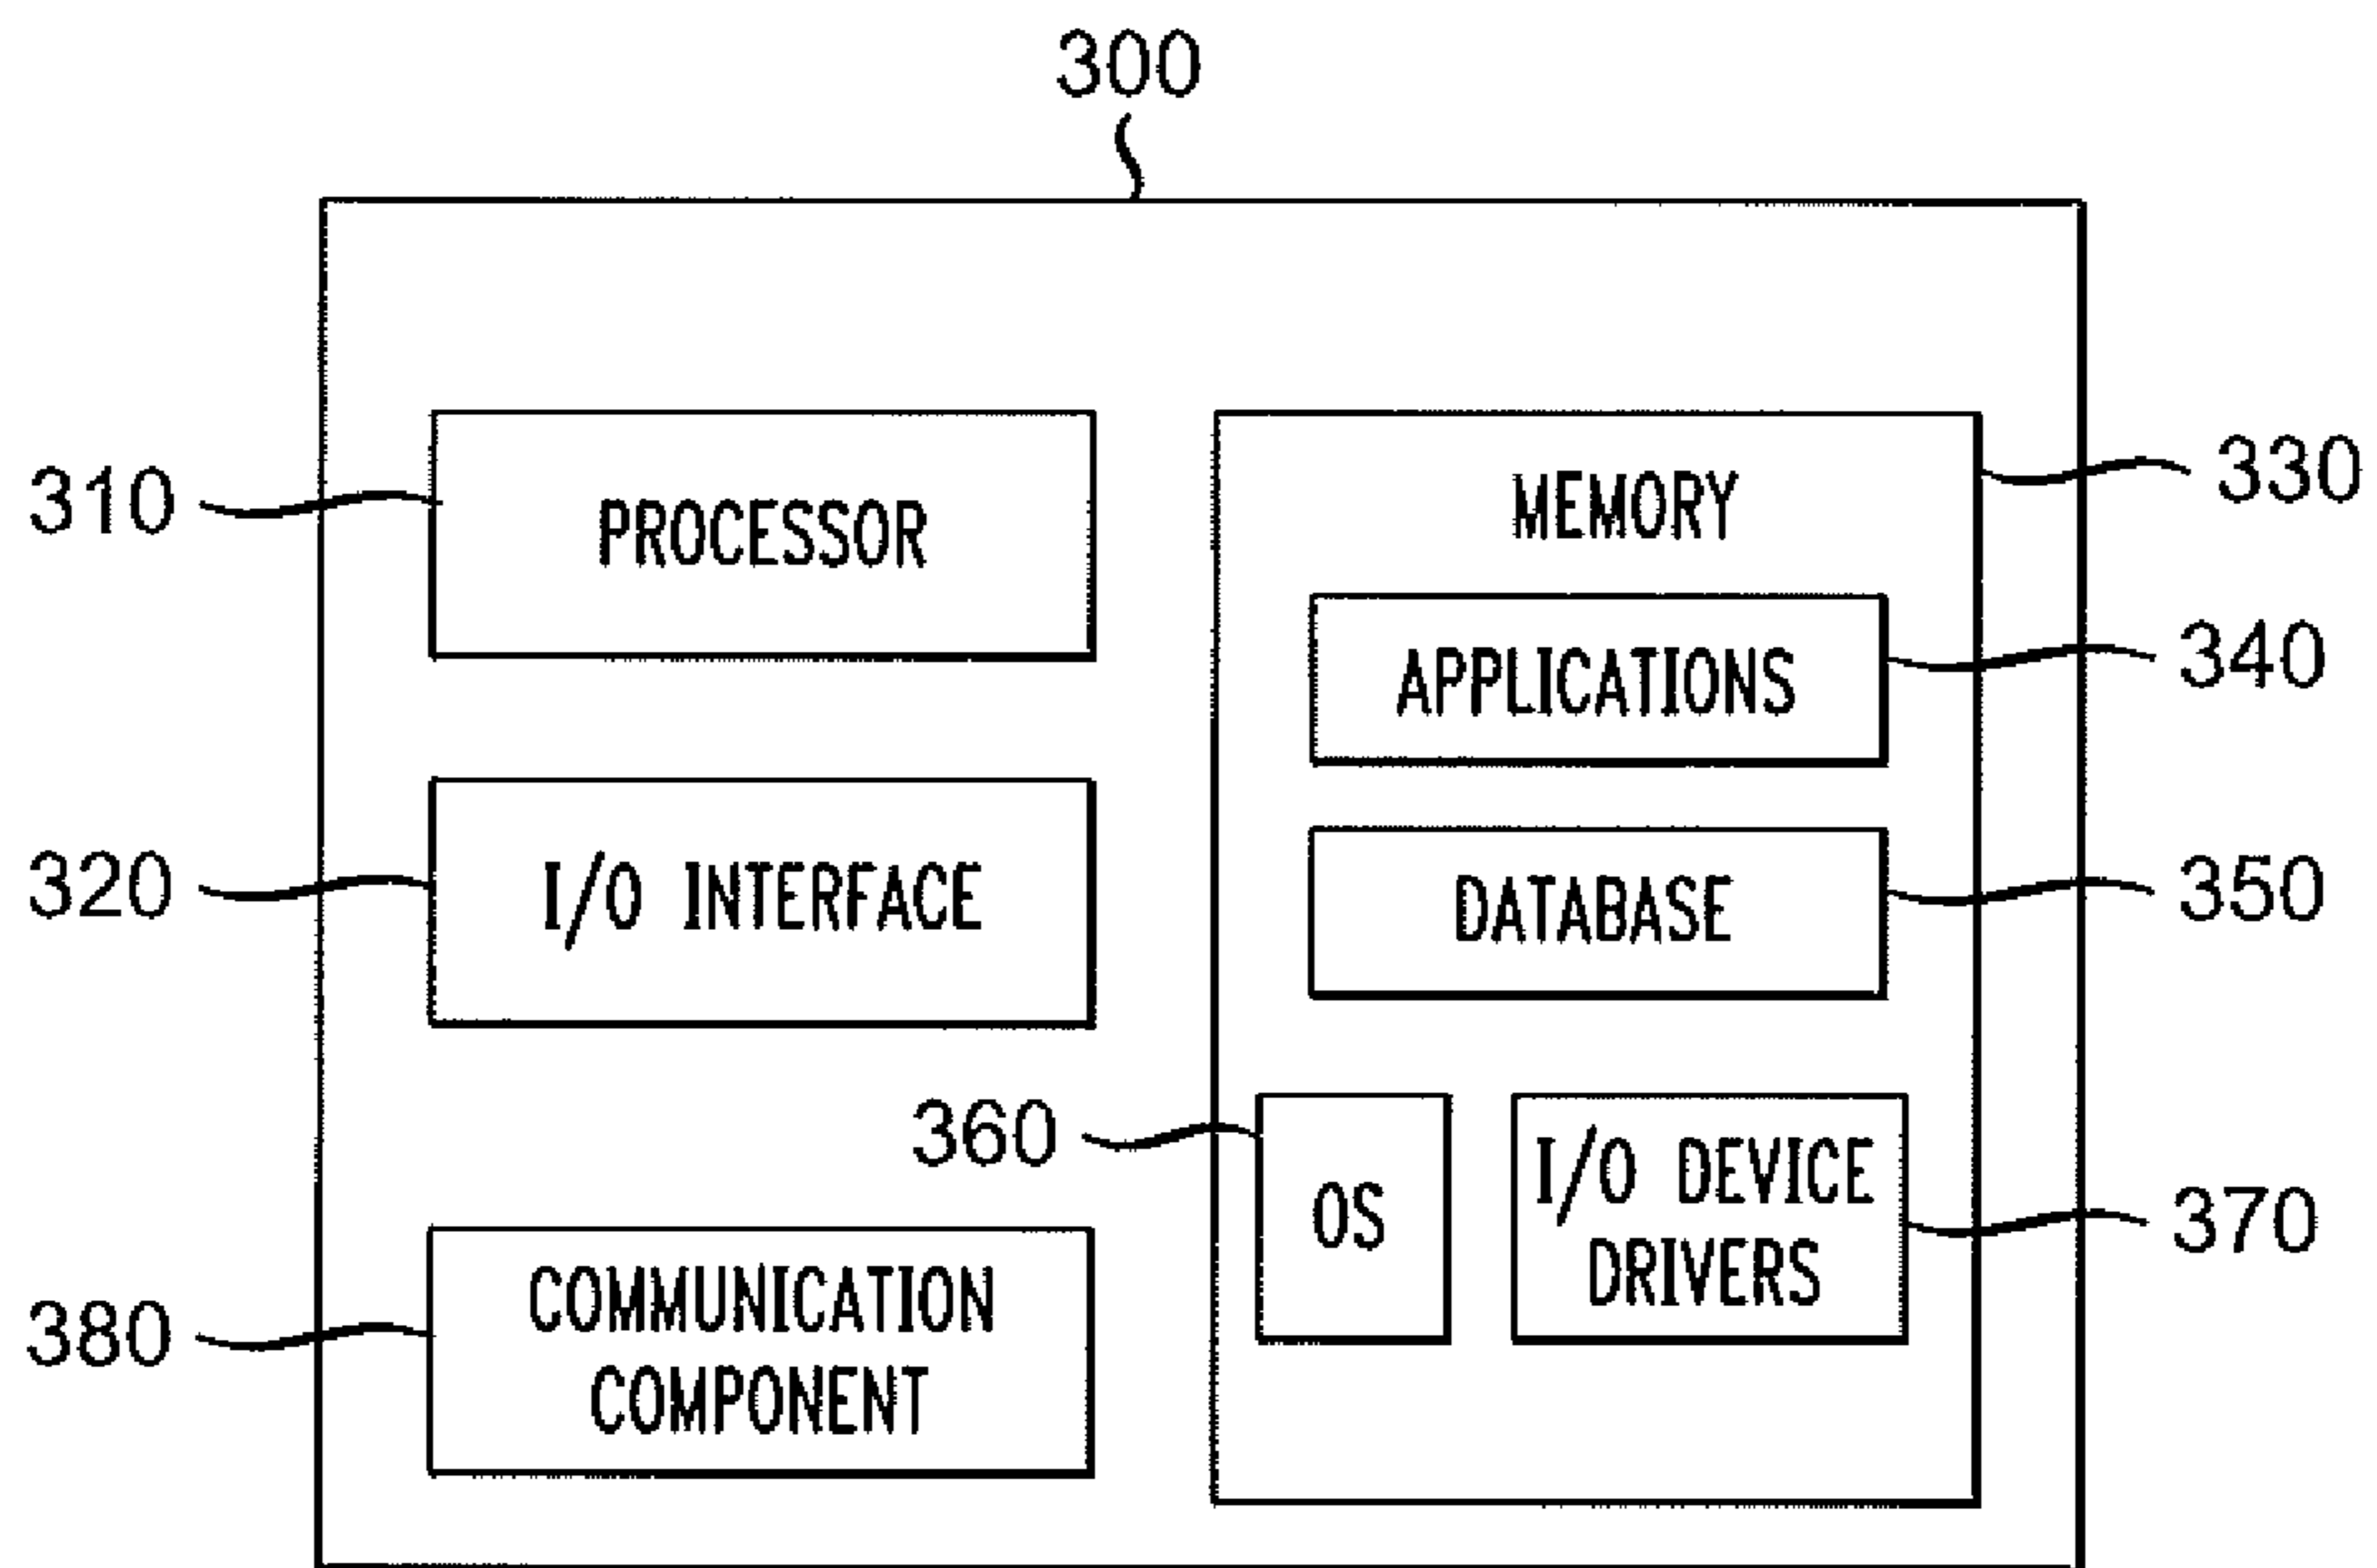 300
310
PROCESSOR
MEMORY
330
APPLICATIONS
340
320
I/O INTERFACE
DATABASE
350
360
OS
I/O DEVICE
DRIVERS
370
380
COMMUNICATION
COMPONENT